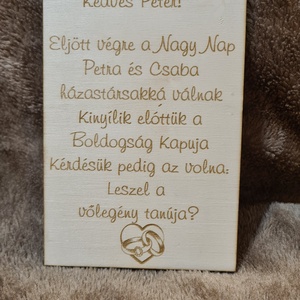 Kedves Péter!
Eljött végre a Nagy Nap
Petra és Csaba
házastársakká válnak
Kinyílik előttük a
Boldogság Kapuja
Kérdésük pedig az volna:
Leszel a
vőlegény tanúja?